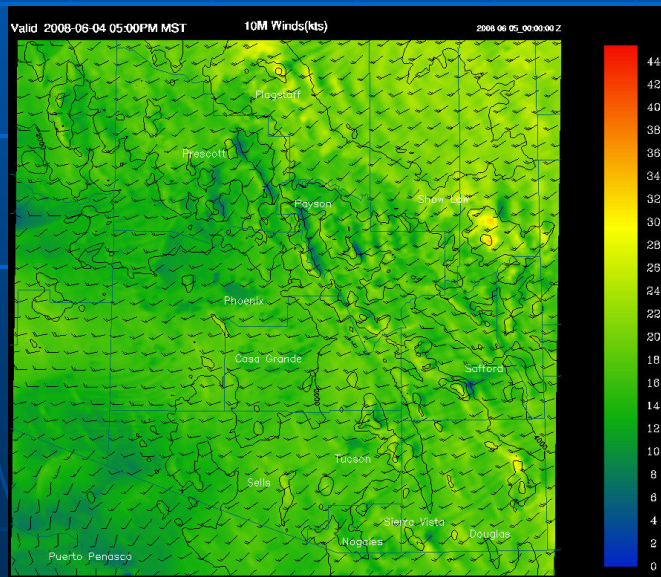 Valid 2008-06-04 05:00PM MST 10M Winds(kts) 2008 06 05_00:00:00 Z
Flagstaff
Prescott
Payson
Show Low
Phoenix
Casa Grande
Safford
Tucson
Sells
Sierra Vista
Douglas
Nogales
Puerto Penasco
4000
44
42
40
38
36
34
32
30
28
26
24
22
20
18
16
14
12
10
8
6
4
2
0